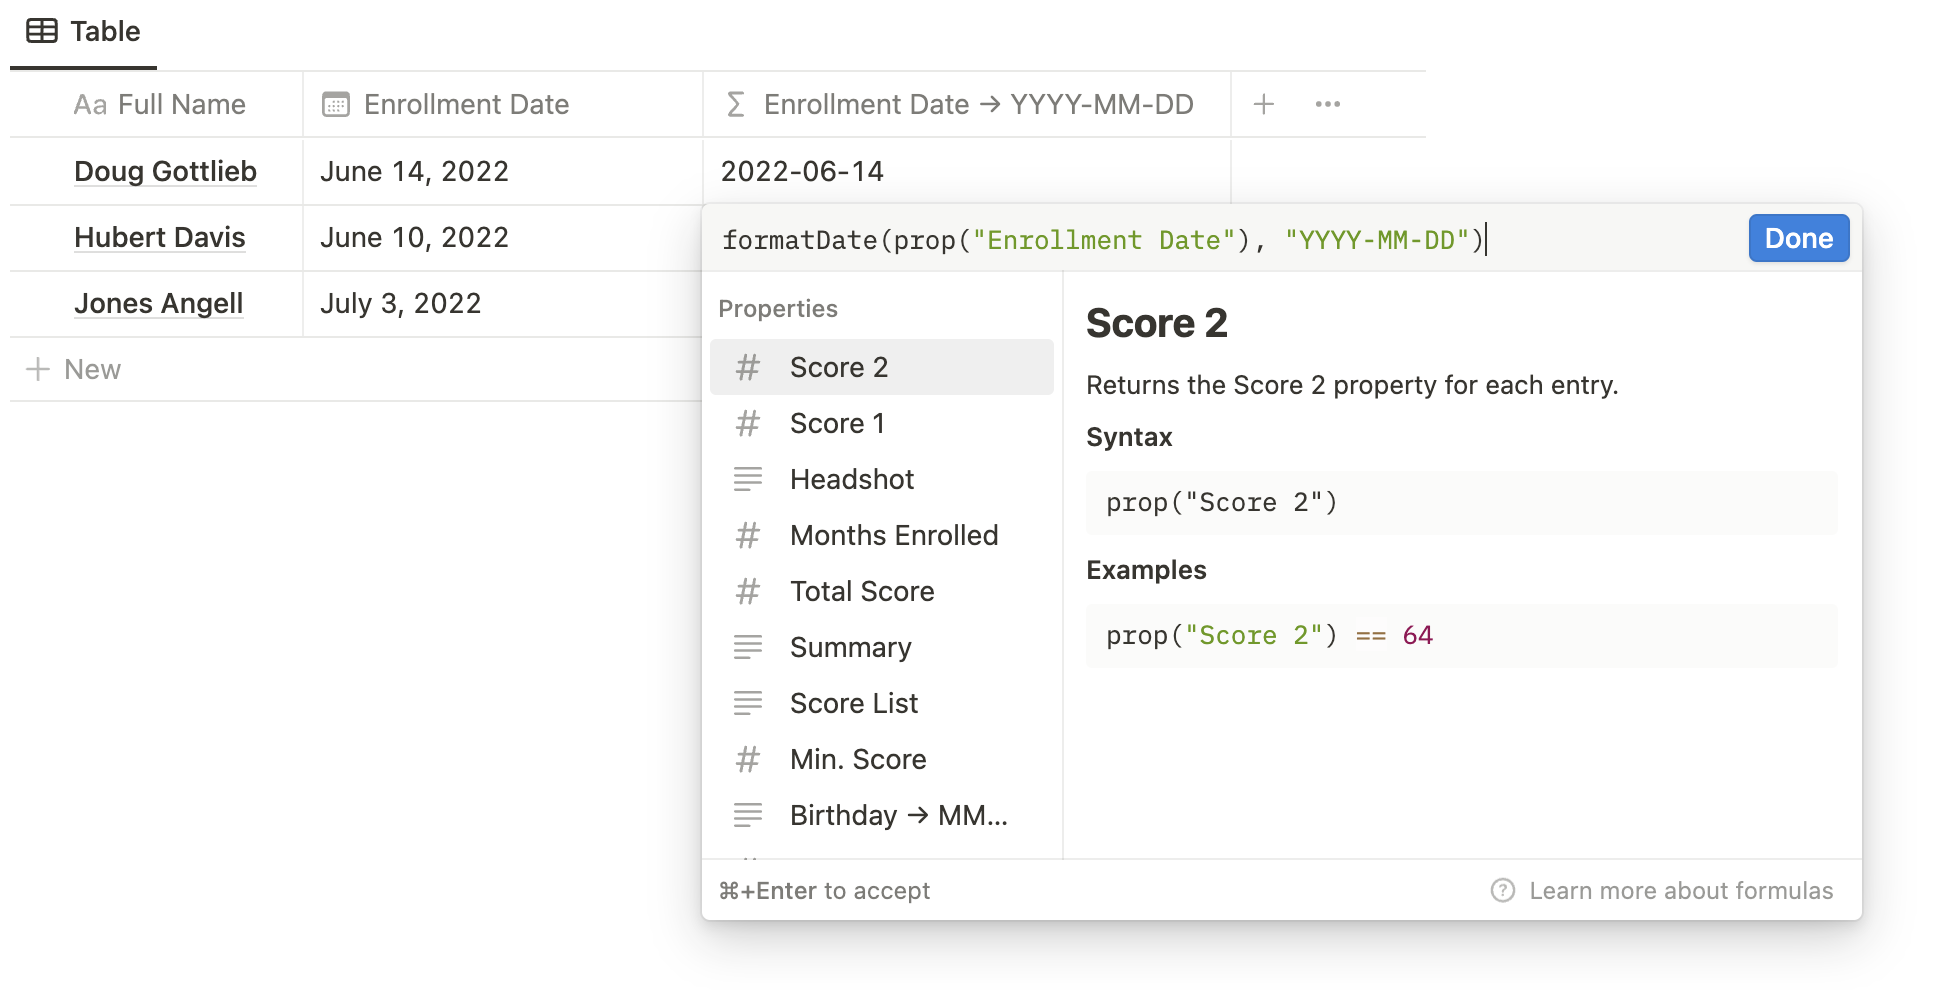 Table
Aa Full Name
Enrollment Date
Σ Enrollment Date → YYYY-MM-DD
Doug Gottlieb
June 14, 2022
2022-06-14
Hubert Davis
June 10, 2022
Jones Angell
July 3, 2022
+ New
formatDate(prop("Enrollment Date"), "YYYY-MM-DD")
Done
Properties
# Score 2
# Score 1
Headshot
# Months Enrolled
# Total Score
Summary
Score List
# Min. Score
Birthday → MM...
Score 2
Returns the Score 2 property for each entry.
Syntax
prop("Score 2")
Examples
prop("Score 2") == 64
⌘+Enter to accept
? Learn more about formulas